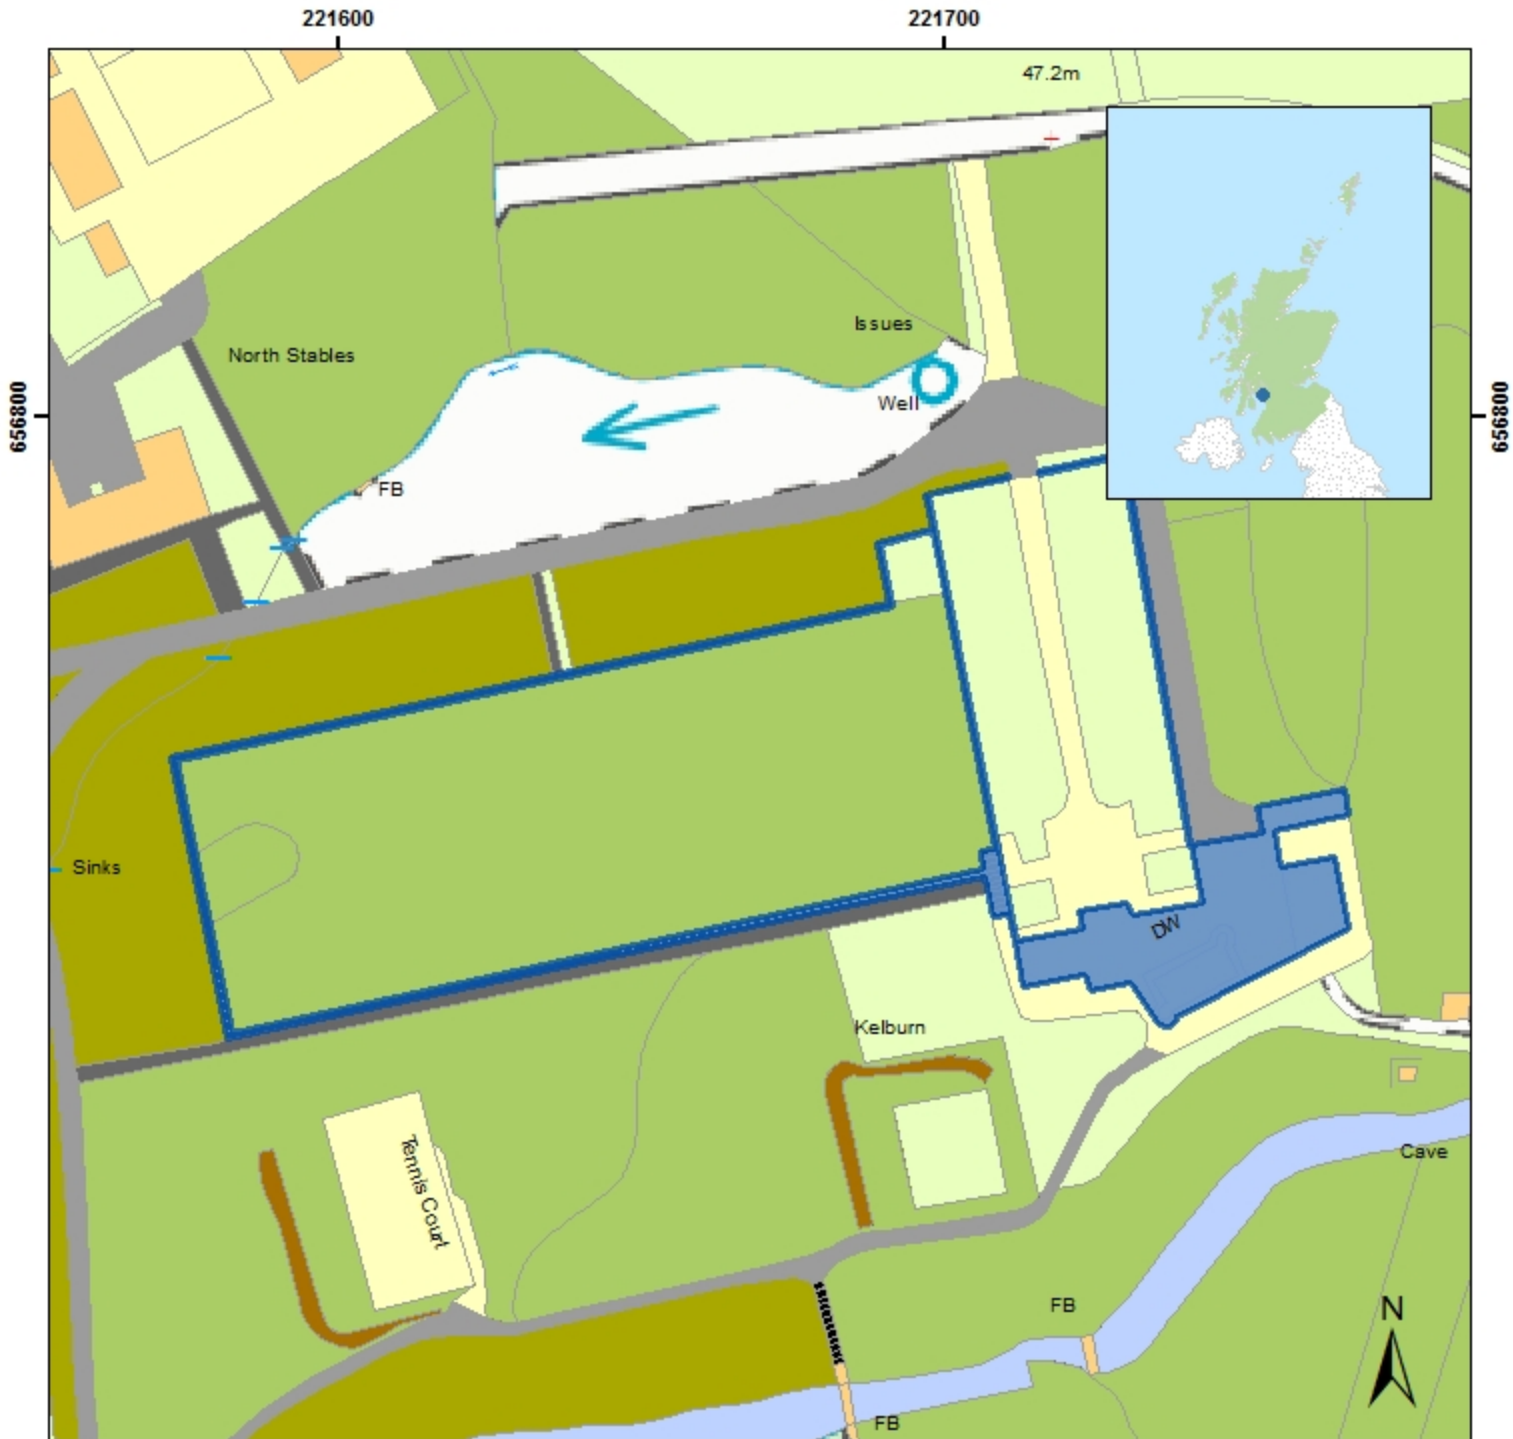 221600
221700
47.2m
Issues
North Stables
656800
656800
Well
FB
Sinks
DW
Kelburn
Tennis Court
Cave
FB
N
FB